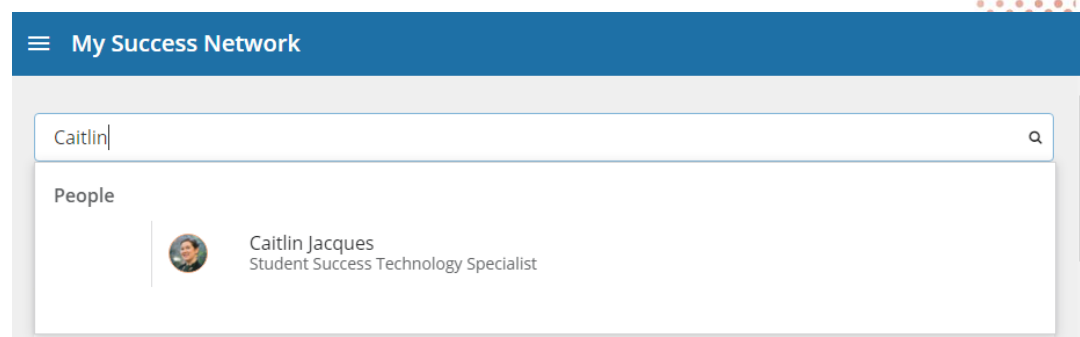 My Success Network
Caitlin
People
Caitlin Jacques
Student Success Technology Specialist